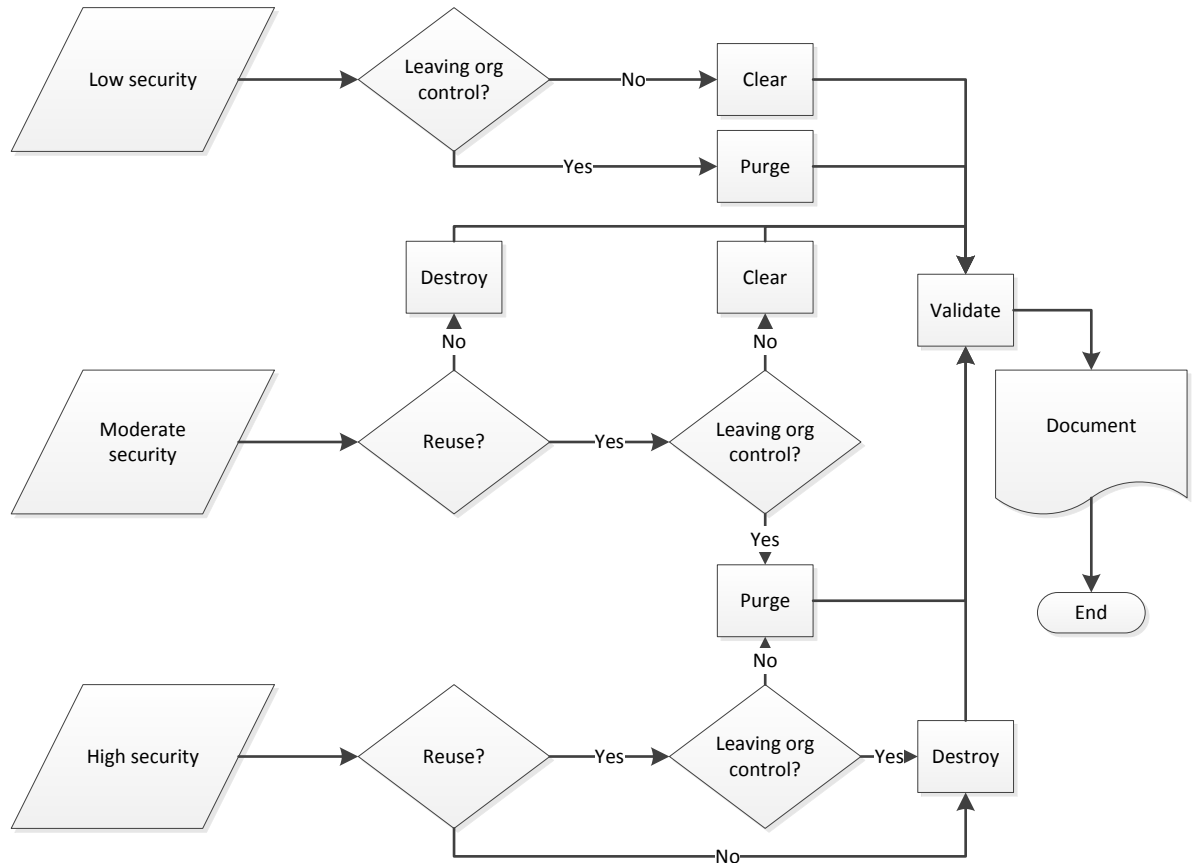 Low security
Leaving org
control?
No
Clear
Yes
Purge
Destroy
Clear
Validate
No
No
Moderate
security
Reuse?
Yes
Leaving org
control?
Document
Yes
Purge
End
No
High security
Reuse?
Yes
Leaving org
control?
Yes
Destroy
No